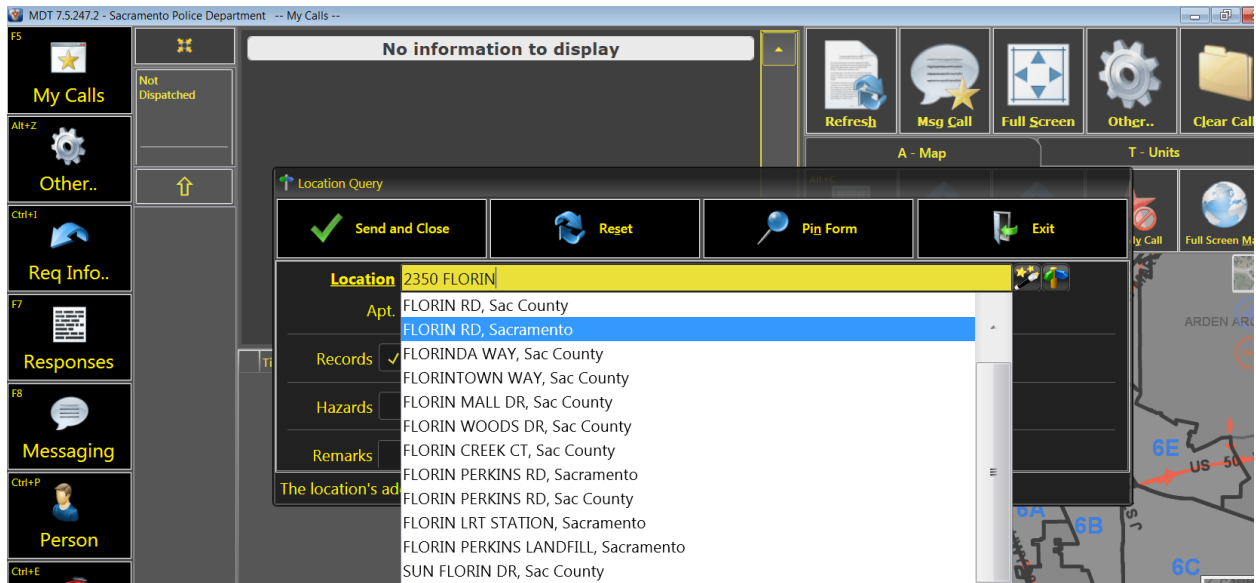 MDT 7.5.247.2 - Sacramento Police Department -- My Calls --
F5
My Calls
Alt+Z
Other..
Ctrl+I
Req Info..
F7
Responses
F8
Messaging
Ctrl+P
Person
Ctrl+E
Not
Dispatched
No information to display
Refresh
Msg Call
Full Screen
Other..
Clear Call
A - Map
T - Units
Alt+C
ly Call
Full Screen Ma
Location Query
Send and Close
Reset
Pin Form
Exit
Location 2350 FLORIN
Apt.
Records
Hazards
Remarks
The location's ad
FLORIN RD, Sac County
FLORIN RD, Sacramento
FLORINDA WAY, Sac County
FLORINTOWN WAY, Sac County
FLORIN MALL DR, Sac County
FLORIN WOODS DR, Sac County
FLORIN CREEK CT, Sac County
FLORIN PERKINS RD, Sacramento
FLORIN PERKINS RD, Sac County
FLORIN LRT STATION, Sacramento
FLORIN PERKINS LANDFILL, Sacramento
SUN FLORIN DR, Sac County
Ti
ARDEN ARC
6E
US 50
6A
6B
6C